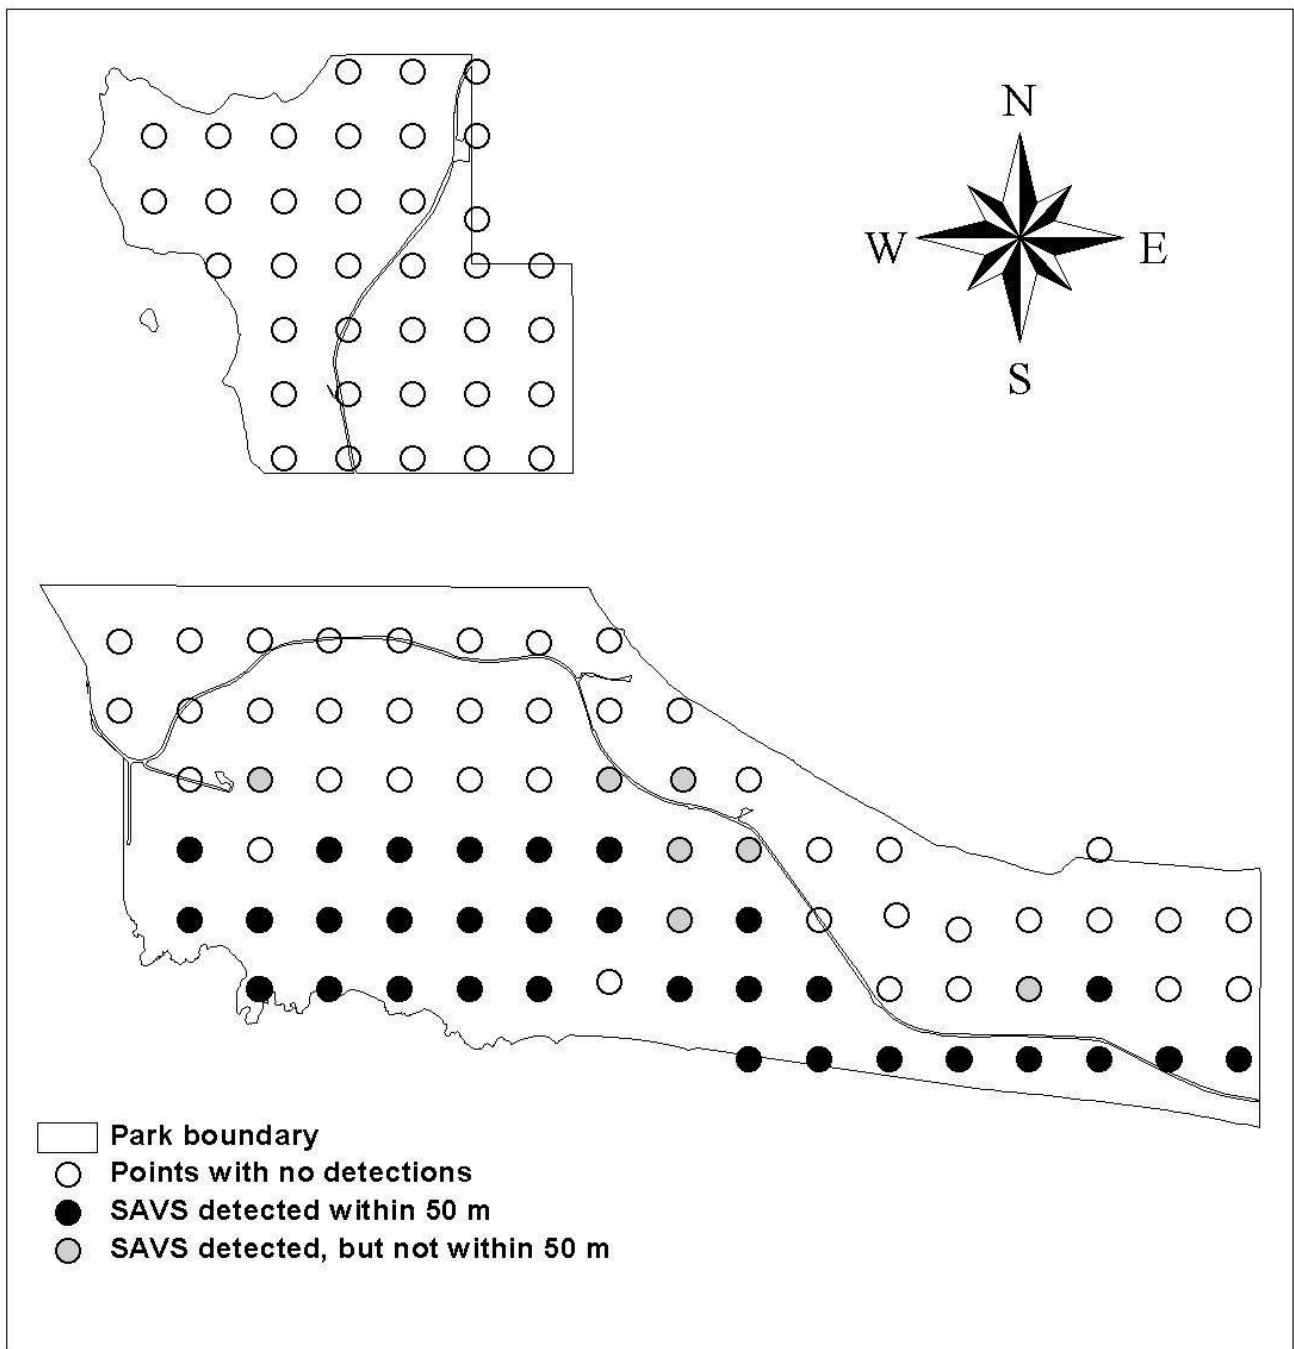 N
W
E
S
Park boundary
Points with no detections
SAVS detected within 50 m
SAVS detected, but not within 50 m